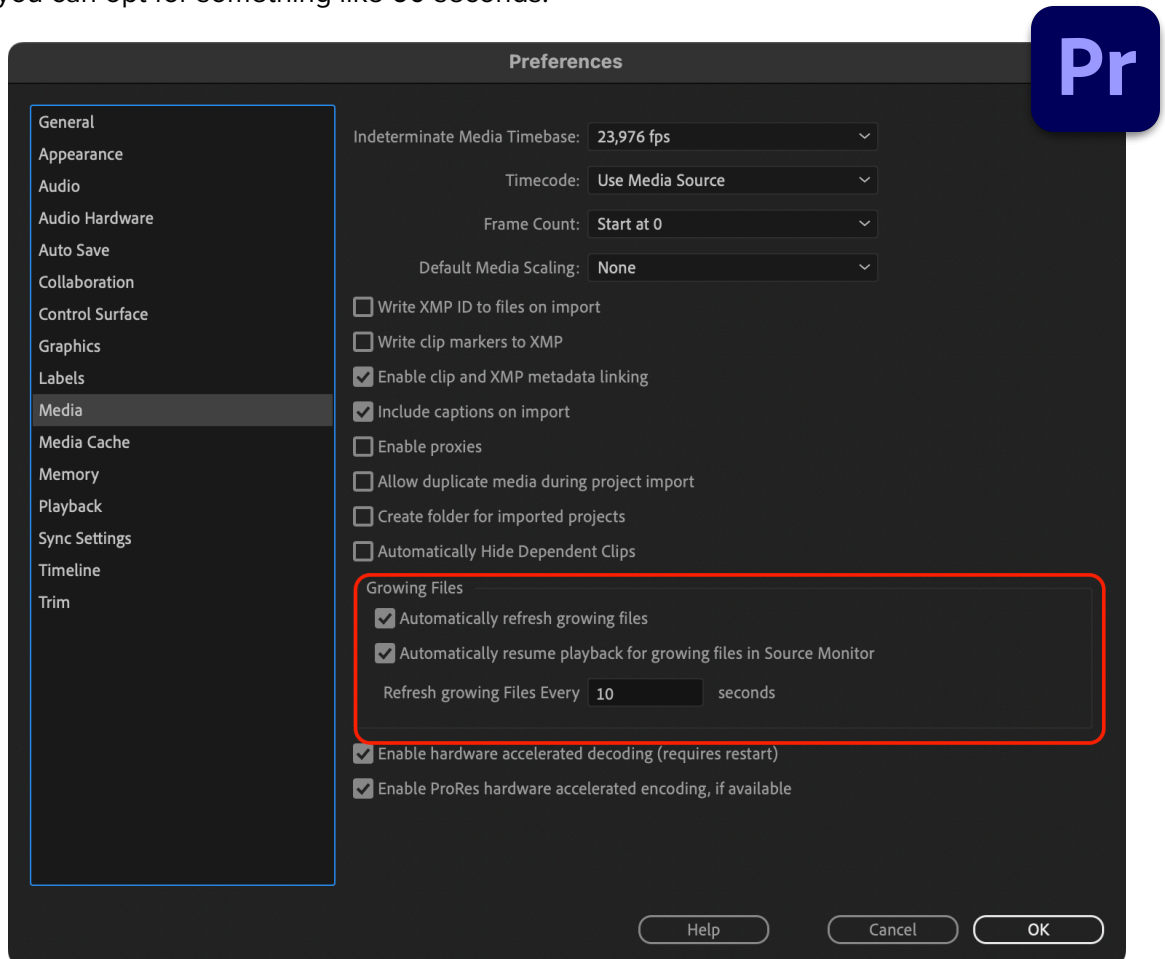 you can opt for something like 30 seconds.
Preferences
Pr
General
Appearance
Audio
Audio Hardware
Auto Save
Collaboration
Control Surface
Graphics
Labels
Media
Media Cache
Memory
Playback
Sync Settings
Timeline
Trim
Indeterminate Media Timebase: 23,976 fps
Timecode: Use Media Source
Frame Count: Start at 0
Default Media Scaling: None
Write XMP ID to files on import
Write clip markers to XMP
Enable clip and XMP metadata linking
Include captions on import
Enable proxies
Allow duplicate media during project import
Create folder for imported projects
Automatically Hide Dependent Clips
Growing Files
Automatically refresh growing files
Automatically resume playback for growing files in Source Monitor
Refresh growing Files Every 10 seconds
Enable hardware accelerated decoding (requires restart)
Enable ProRes hardware accelerated encoding, if available
Help
Cancel
OK